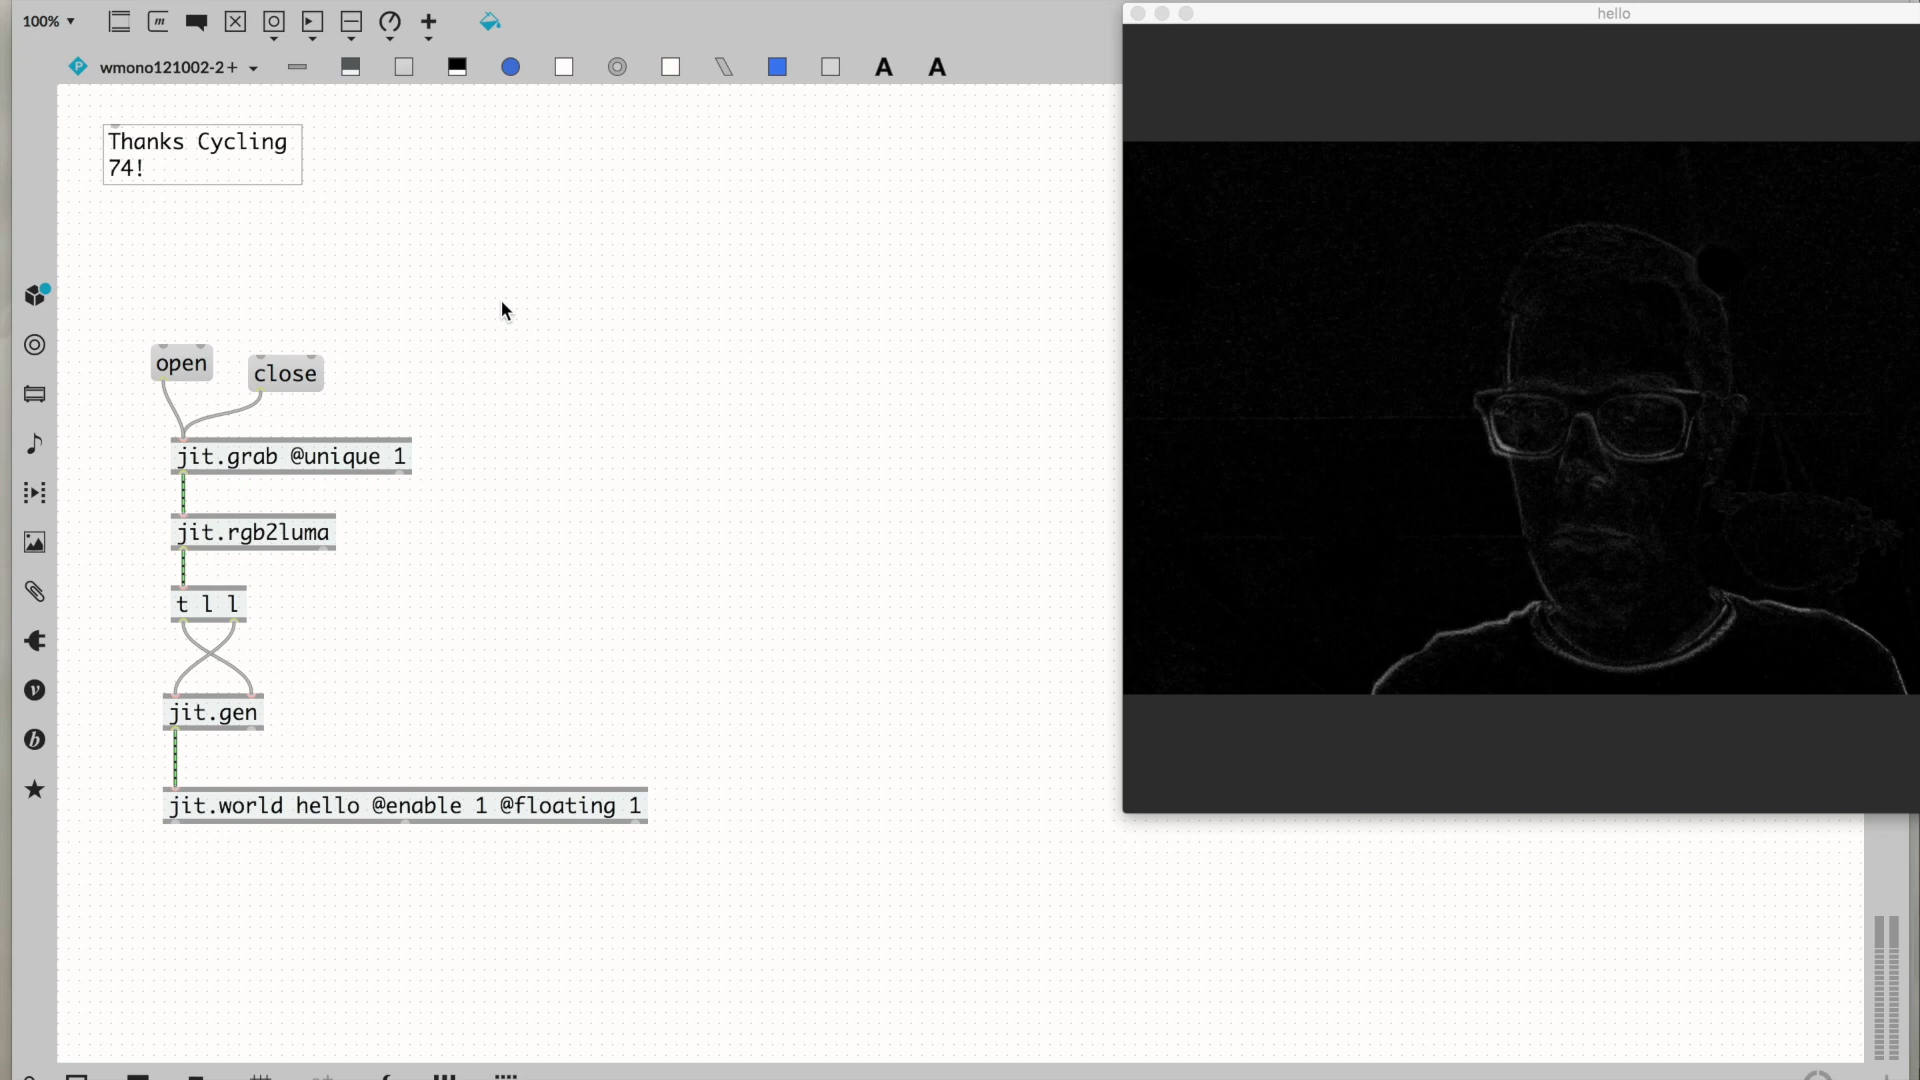 100%
hello
wmono121002-2+
A A
Thanks Cycling
74!
open
close
jit.grab @unique 1
jit.rgb2luma
t l l
jit.gen
jit.world hello @enable 1 @floating 1